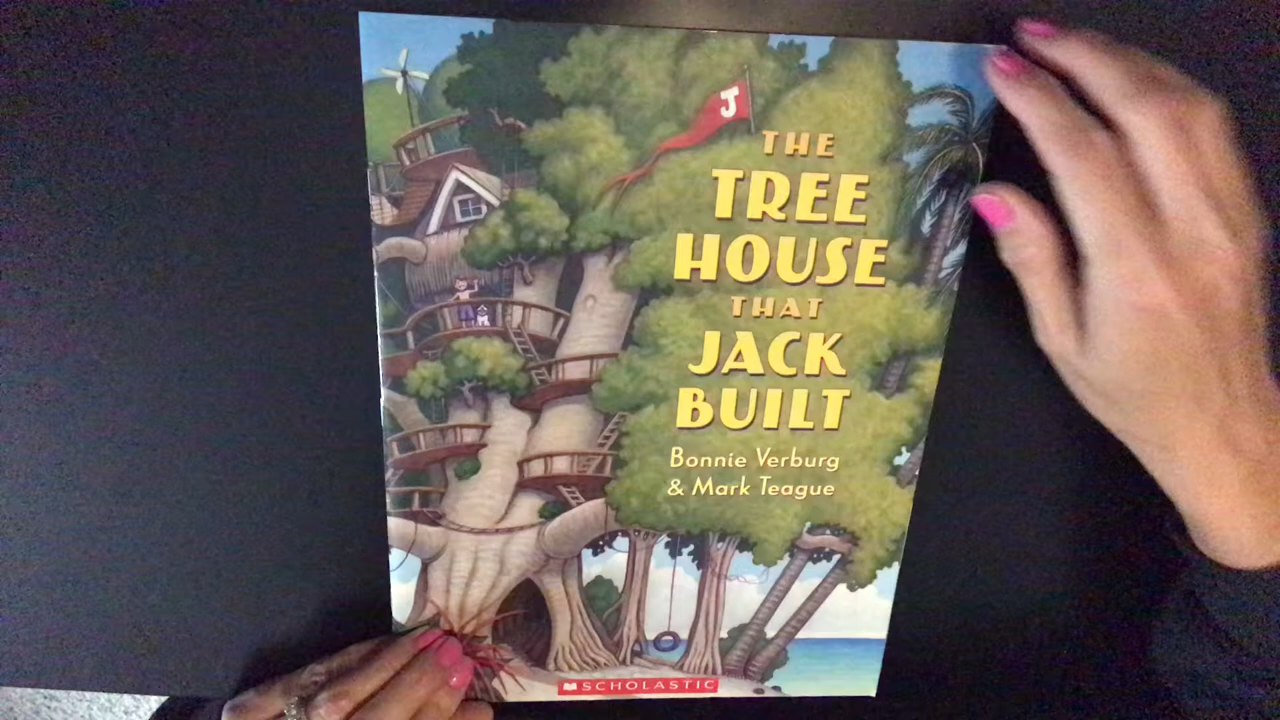 J
THE
TREE
HOUSE
THAT
JACK
BUILT
Bonnie Verburg
& Mark Teague
SCHOLASTIC